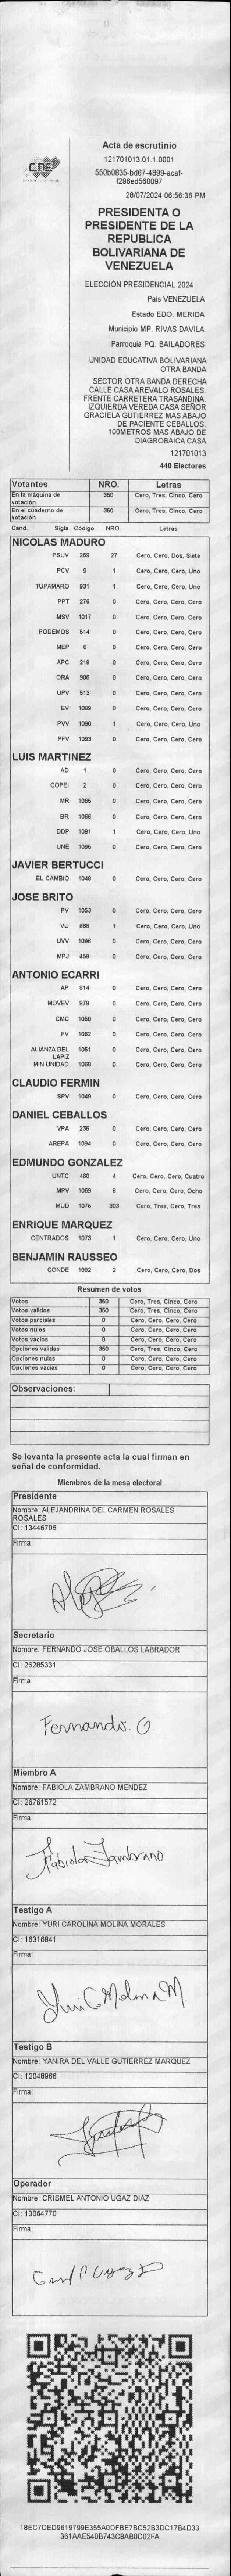 CNE
Acta de escrutinio
121701013.01.1.0001
550b0835-bd67-4899-acaf-
f296ed560097
28/07/2024 06:56:36 PM
PRESIDENTA O
PRESIDENTE DE LA
REPUBLICA
BOLIVARIANA DE
VENEZUELA
ELECCIÓN PRESIDENCIAL 2024
Pais VENEZUELA
Estado EDO. MERIDA
Municipio MP. RIVAS DAVILA
Parroquia PQ. BAILADORES
UNIDAD EDUCATIVA BOLIVARIANA
OTRA BANDA
SECTOR OTRA BANDA DERECHA
CALLE CASA AREVALO ROSALES.
FRENTE CARRETERA TRASANDINA.
IZQUIERDA VEREDA CASA SEÑOR
GRACIELA GUTIERREZ MAS ABAJO
DE PACIENTE CEBALLOS.
100METROS MAS ABAJO DE
DIAGROBAICA CASA
121701013
440 Electores
Votantes NRO. Letras
En la máquina de votación 350 Cero, Tres, Cinco, Cero
En el cuaderno de votación 350 Cero, Tres, Cinco, Cero
Cand. Sigla Código NRO. Letras
NICOLAS MADURO
PSUV 269 27 Cero, Cero, Dos, Siete
PCV 9 1 Cero, Cero, Cero, Uno
TUPAMARO 931 1 Cero, Cero, Cero, Uno
PPT 276 0 Cero, Cero, Cero, Cero
MSV 1017 0 Cero, Cero, Cero, Cero
PODEMOS 514 0 Cero, Cero, Cero, Cero
MEP 6 0 Cero, Cero, Cero, Cero
APC 219 0 Cero, Cero, Cero, Cero
ORA 906 0 Cero, Cero, Cero, Cero
UPV 513 0 Cero, Cero, Cero, Cero
EV 1089 0 Cero, Cero, Cero, Cero
PVV 1090 1 Cero, Cero, Cero, Uno
PFV 1093 0 Cero, Cero, Cero, Cero
LUIS MARTINEZ
AD 1 0 Cero, Cero, Cero, Cero
COPEI 2 0 Cero, Cero, Cero, Cero
MR 1065 0 Cero, Cero, Cero, Cero
BR 1066 0 Cero, Cero, Cero, Cero
DDP 1091 1 Cero, Cero, Cero, Uno
UNE 1095 0 Cero, Cero, Cero, Cero
JAVIER BERTUCCI
EL CAMBIO 1048 0 Cero, Cero, Cero, Cero
JOSE BRITO
PV 1053 0 Cero, Cero, Cero, Cero
VU 968 1 Cero, Cero, Cero, Uno
UVV 1096 0 Cero, Cero, Cero, Cero
MPJ 459 0 Cero, Cero, Cero, Cero
ANTONIO ECARRI
AP 914 0 Cero, Cero, Cero, Cero
MOVEV 979 0 Cero, Cero, Cero, Cero
CMC 1050 0 Cero, Cero, Cero, Cero
FV 1082 0 Cero, Cero, Cero, Cero
ALIANZA DEL LAPIZ 1051 0 Cero, Cero, Cero, Cero
MIN UNIDAD 1068 0 Cero, Cero, Cero, Cero
CLAUDIO FERMIN
SPV 1049 0 Cero, Cero, Cero, Cero
DANIEL CEBALLOS
VPA 236 0 Cero, Cero, Cero, Cero
AREPA 1094 0 Cero, Cero, Cero, Cero
EDMUNDO GONZALEZ
UNTC 460 4 Cero, Cero, Cero, Cuatro
MPV 1069 8 Cero, Cero, Cero, Ocho
MUD 1075 303 Cero, Tres, Cero, Tres
ENRIQUE MARQUEZ
CENTRADOS 1073 1 Cero, Cero, Cero, Uno
BENJAMIN RAUSSEO
CONDE 1092 2 Cero, Cero, Cero, Dos
Resumen de votos
Votos 350 Cero, Tres, Cinco, Cero
Votos validos 350 Cero, Tres, Cinco, Cero
Votos parciales 0 Cero, Cero, Cero, Cero
Votos nulos 0 Cero, Cero, Cero, Cero
Votos vacios 0 Cero, Cero, Cero, Cero
Opciones validas 350 Cero, Tres, Cinco, Cero
Opciones nulas 0 Cero, Cero, Cero, Cero
Opciones vacias 0 Cero, Cero, Cero, Cero
Observaciones:
Se levanta la presente acta la cual firman en
señal de conformidad.
Miembros de la mesa electoral
Presidente
Nombre: ALEJANDRINA DEL CARMEN ROSALES
ROSALES
CI: 13446706
Firma:
Secretario
Nombre: FERNANDO JOSE OBALLOS LABRADOR
CI: 26285331
Firma:
Fernando O
Miembro A
Nombre: FABIOLA ZAMBRANO MENDEZ
CI: 26761572
Firma:
Fabiola Zambrano
Testigo A
Nombre: YURI CAROLINA MOLINA MORALES
CI: 16316841
Firma:
Yuri C Molina M
Testigo B
Nombre: YANIRA DEL VALLE GUTIERREZ MARQUEZ
CI: 12048966
Firma:
Operador
Nombre: CRISMEL ANTONIO UGAZ DIAZ
CI: 13064770
Firma:
18EC7DED9619799E355A0DFBE7BC52B3DC17B4D33
361AAE540B743C8AB0C02FA